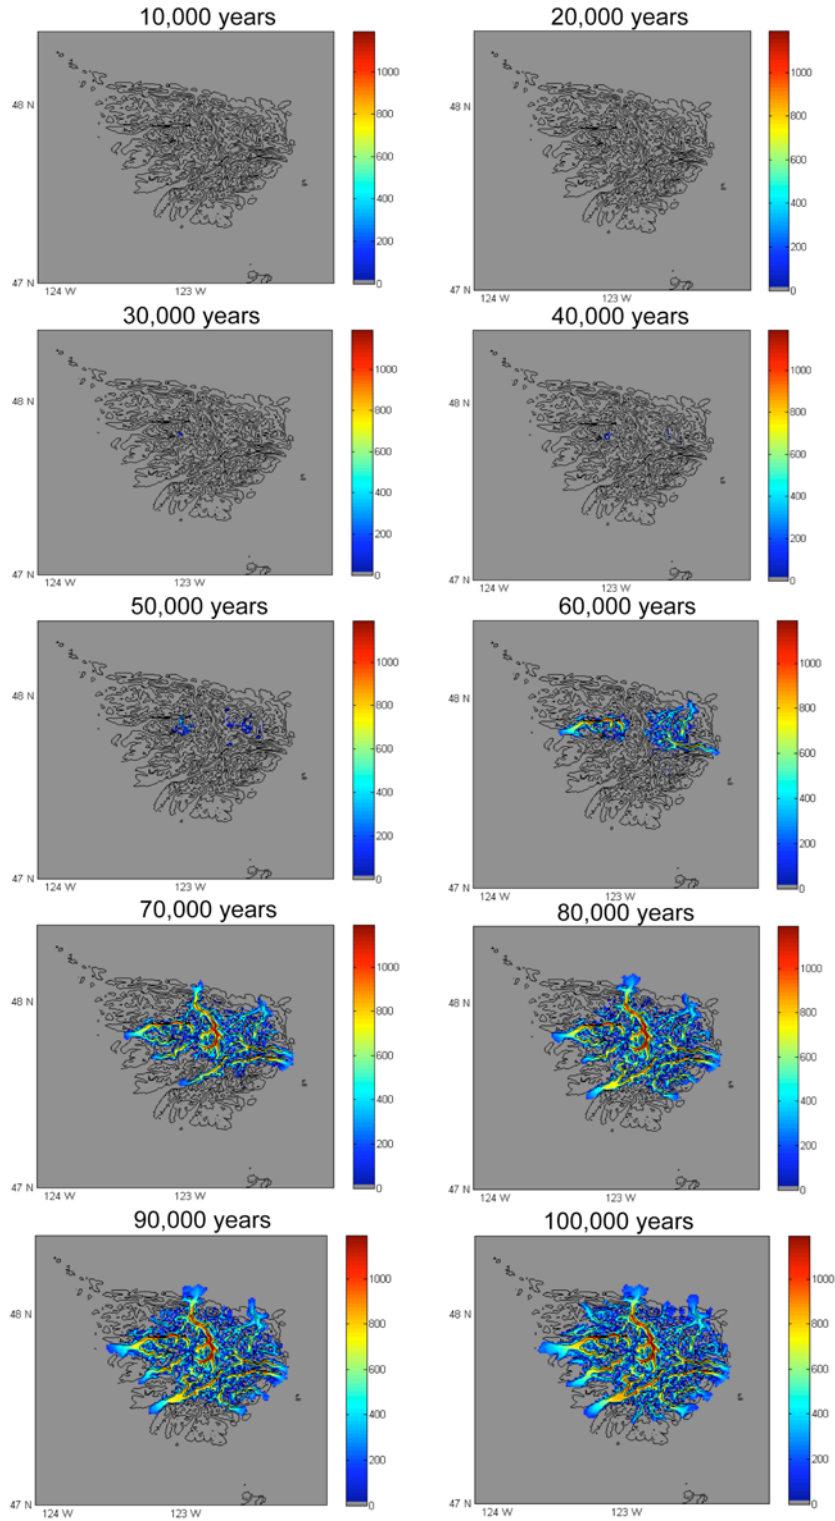 10,000 years
48 N
47 N
124 W
123 W
1000
800
600
400
200
0
20,000 years
48 N
47 N
124 W
123 W
1000
800
600
400
200
0
30,000 years
48 N
47 N
124 W
123 W
1000
800
600
400
200
0
40,000 years
48 N
47 N
124 W
123 W
1000
800
600
400
200
0
50,000 years
48 N
47 N
124 W
123 W
1000
800
600
400
200
0
60,000 years
48 N
47 N
124 W
123 W
1000
800
600
400
200
0
70,000 years
48 N
47 N
124 W
123 W
1000
800
600
400
200
0
80,000 years
48 N
47 N
124 W
123 W
1000
800
600
400
200
0
90,000 years
48 N
47 N
124 W
123 W
1000
800
600
400
200
0
100,000 years
48 N
47 N
124 W
123 W
1000
800
600
400
200
0